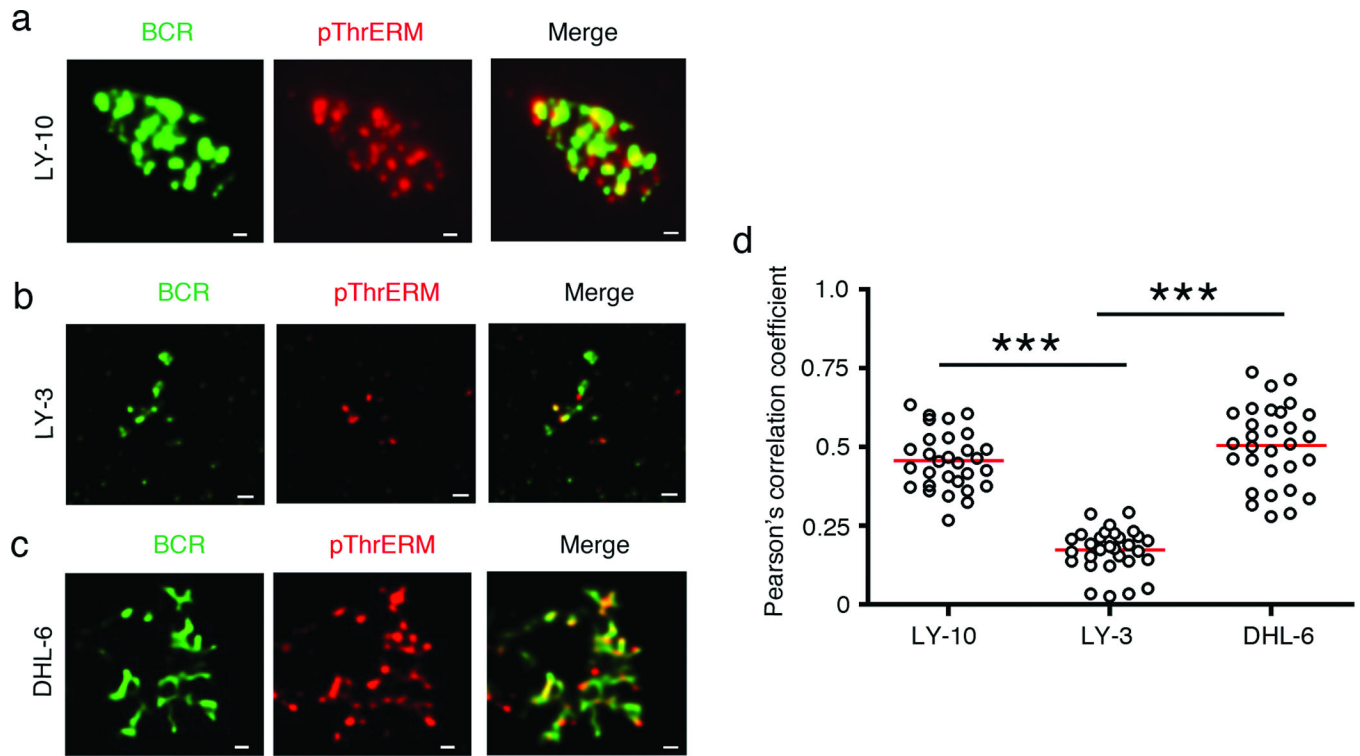 a
BCR pThrERM Merge
LY-10
b
BCR pThrERM Merge
LY-3
c
BCR pThrERM Merge
DHL-6
d
Pearson's correlation coefficient
1.0
0.75
0.5
0.25
0
*** ***
LY-10 LY-3 DHL-6